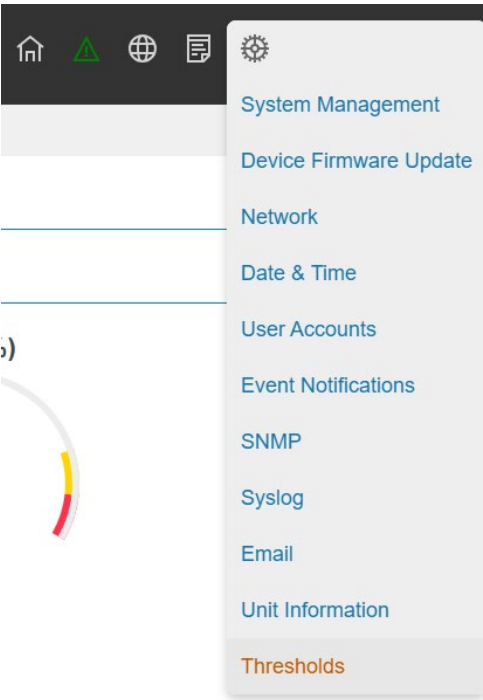 System Management
Device Firmware Update
Network
Date & Time
User Accounts
%)
Event Notifications
SNMP
Syslog
Email
Unit Information
Thresholds